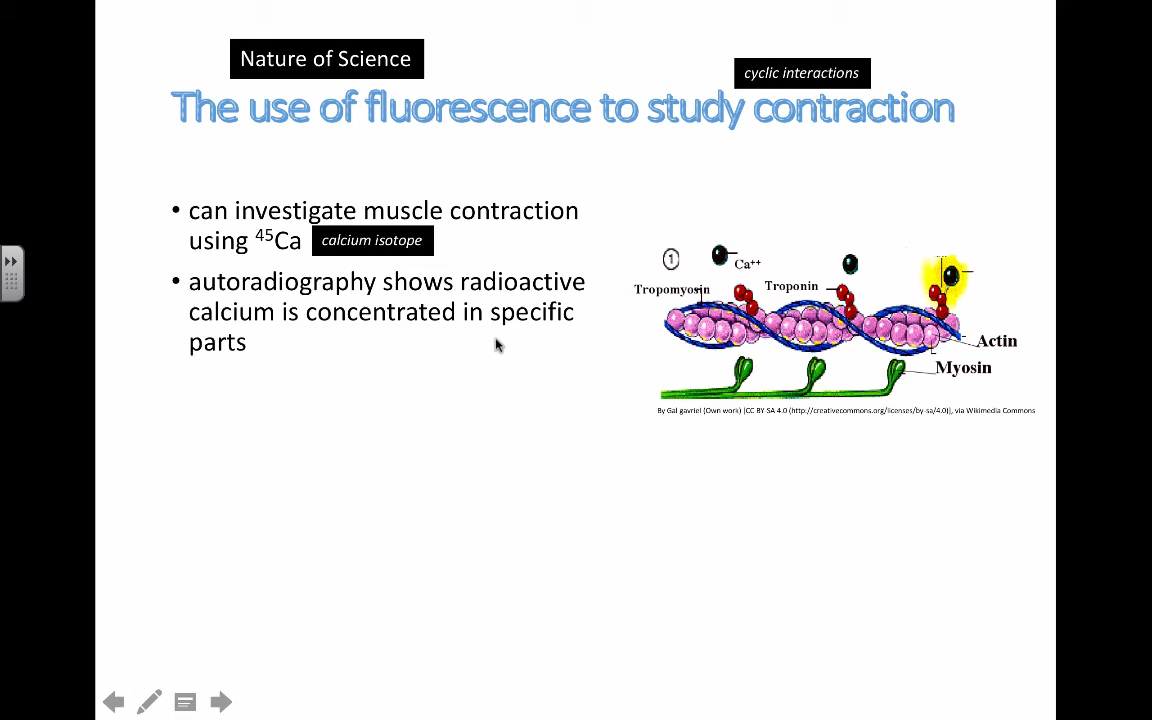 Nature of Science
cyclic interactions
The use of fluorescence to study contraction
• can investigate muscle contraction
using ⁴⁵Ca calcium isotope
• autoradiography shows radioactive
calcium is concentrated in specific
parts
1
Ca⁺⁺
Tropomyosin
Troponin
Actin
Myosin
By Gal gavriel (Own work) [CC BY-SA 4.0 (http://creativecommons.org/licenses/by-sa/4.0)], via Wikimedia Commons